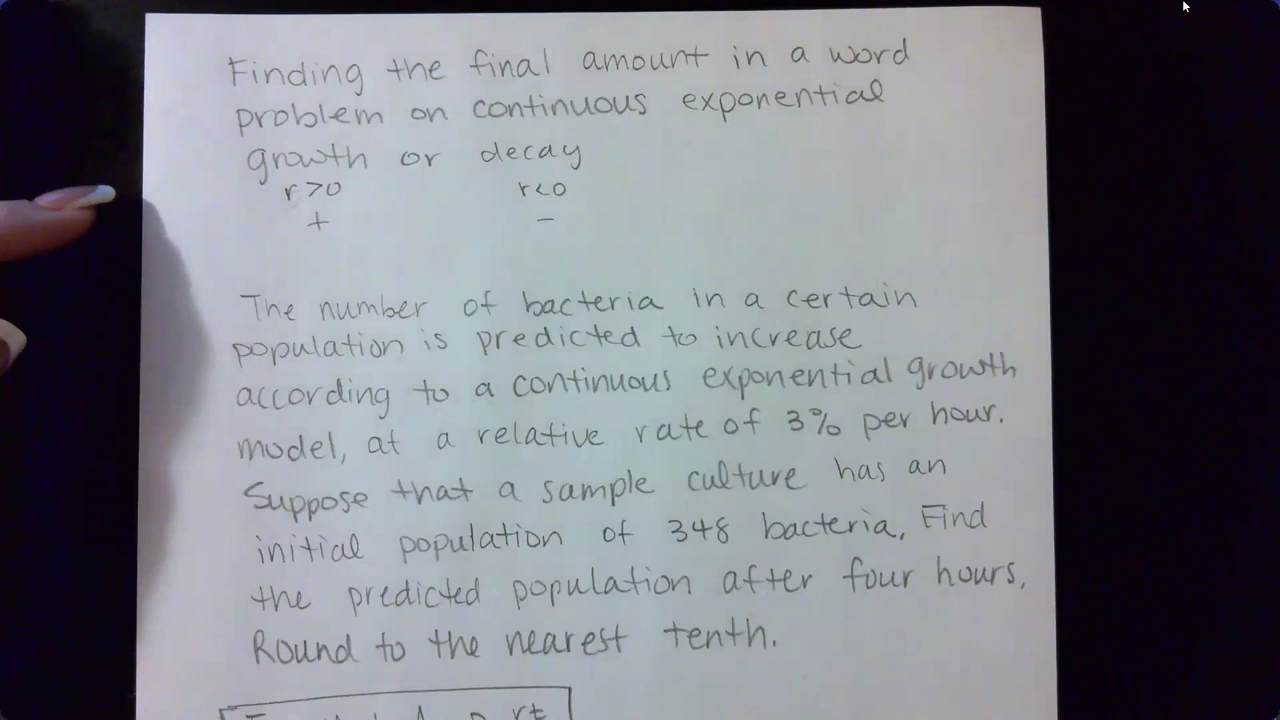 Finding the final amount in a word
problem on continuous exponential
growth or decay
r>0 r<0
+ −
The number of bacteria in a certain
population is predicted to increase
according to a continuous exponential growth
model, at a relative rate of 3% per hour.
Suppose that a sample culture has an
initial population of 348 bacteria. Find
the predicted population after four hours.
Round to the nearest tenth.
rt